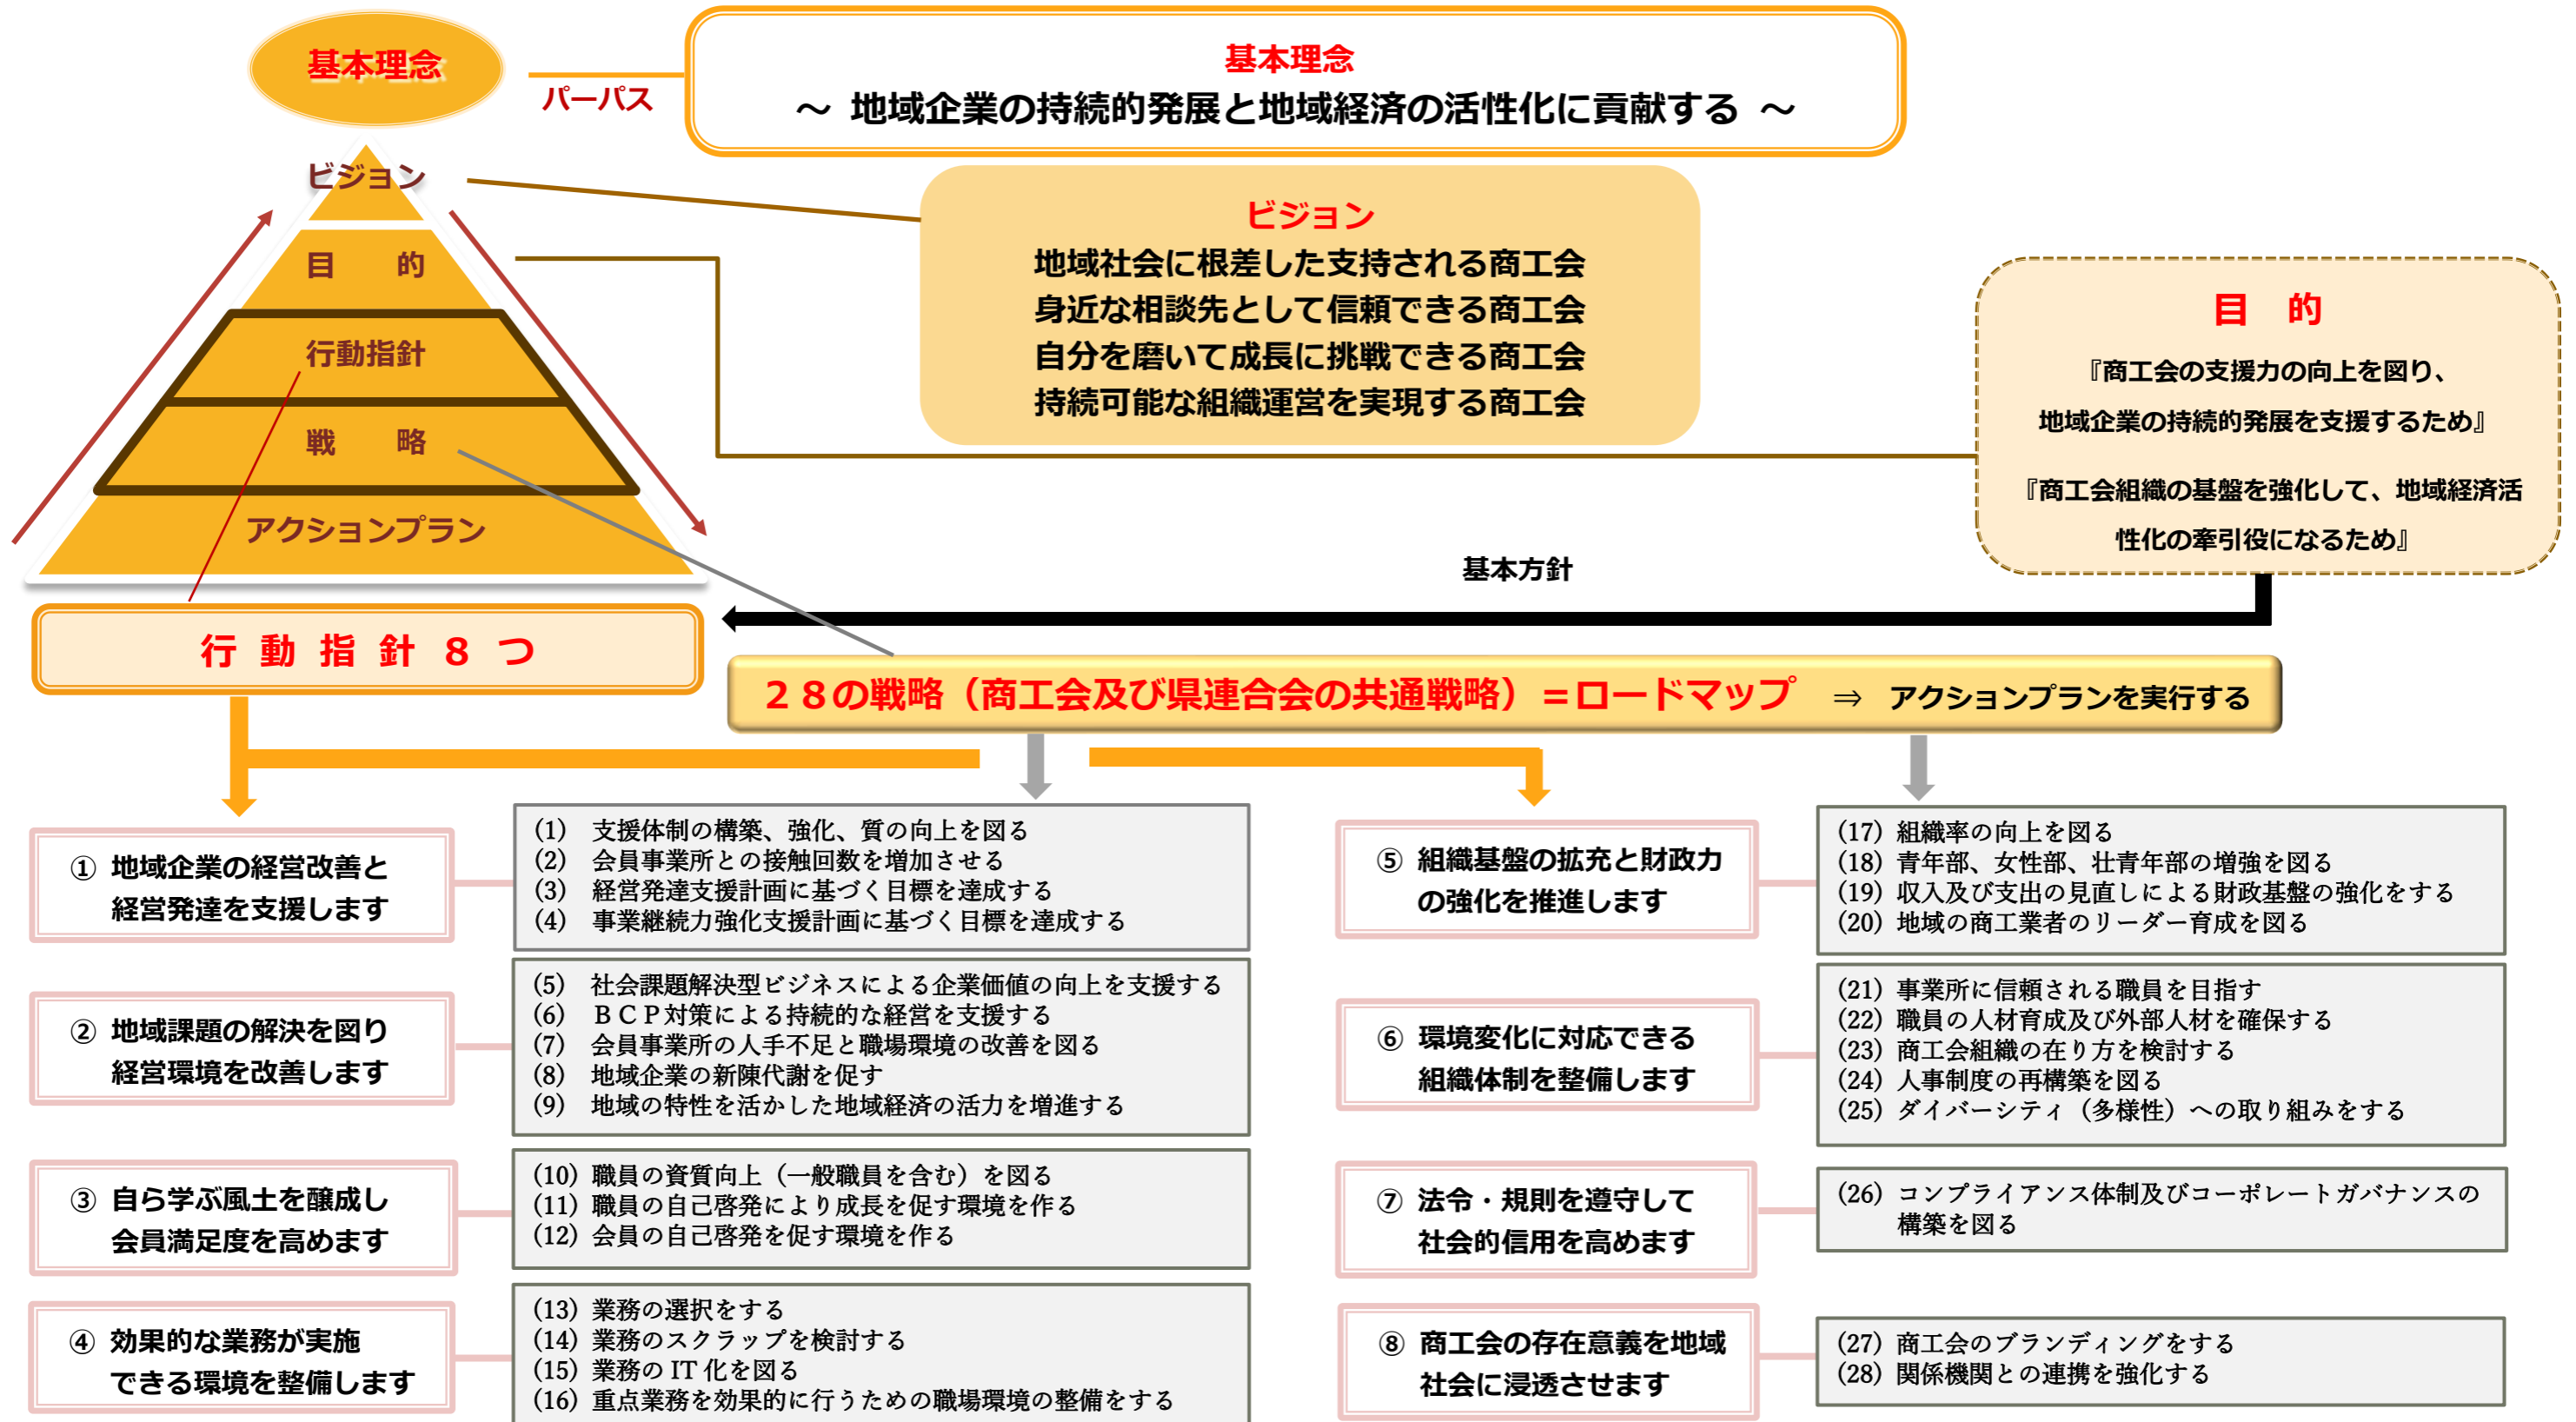 基本理念
パーパス
基本理念
～ 地域企業の持続的発展と地域経済の活性化に貢献する ～
ビジョン
目　的
行動指針
戦　略
アクションプラン
ビジョン
地域社会に根差した支持される商工会
身近な相談先として信頼できる商工会
自分を磨いて成長に挑戦できる商工会
持続可能な組織運営を実現する商工会
目　的
『商工会の支援力の向上を図り、
地域企業の持続的発展を支援するため』
『商工会組織の基盤を強化して、地域経済活
性化の牽引役になるため』
基本方針
行 動 指 針 ８ つ
２８の戦略（商工会及び県連合会の共通戦略）＝ロードマップ　⇒　アクションプランを実行する
① 地域企業の経営改善と
経営発達を支援します
(1)　支援体制の構築、強化、質の向上を図る
(2)　会員事業所との接触回数を増加させる
(3)　経営発達支援計画に基づく目標を達成する
(4)　事業継続力強化支援計画に基づく目標を達成する
② 地域課題の解決を図り
経営環境を改善します
(5)　社会課題解決型ビジネスによる企業価値の向上を支援する
(6)　ＢＣＰ対策による持続的な経営を支援する
(7)　会員事業所の人手不足と職場環境の改善を図る
(8)　地域企業の新陳代謝を促す
(9)　地域の特性を活かした地域経済の活力を増進する
③ 自ら学ぶ風土を醸成し
会員満足度を高めます
(10) 職員の資質向上（一般職員を含む）を図る
(11) 職員の自己啓発により成長を促す環境を作る
(12) 会員の自己啓発を促す環境を作る
④ 効果的な業務が実施
できる環境を整備します
(13) 業務の選択をする
(14) 業務のスクラップを検討する
(15) 業務の IT 化を図る
(16) 重点業務を効果的に行うための職場環境の整備をする
⑤ 組織基盤の拡充と財政力
の強化を推進します
(17) 組織率の向上を図る
(18) 青年部、女性部、壮青年部の増強を図る
(19) 収入及び支出の見直しによる財政基盤の強化をする
(20) 地域の商工業者のリーダー育成を図る
⑥ 環境変化に対応できる
組織体制を整備します
(21) 事業所に信頼される職員を目指す
(22) 職員の人材育成及び外部人材を確保する
(23) 商工会組織の在り方を検討する
(24) 人事制度の再構築を図る
(25) ダイバーシティ（多様性）への取り組みをする
⑦ 法令・規則を遵守して
社会的信用を高めます
(26) コンプライアンス体制及びコーポレートガバナンスの
構築を図る
⑧ 商工会の存在意義を地域
社会に浸透させます
(27) 商工会のブランディングをする
(28) 関係機関との連携を強化する